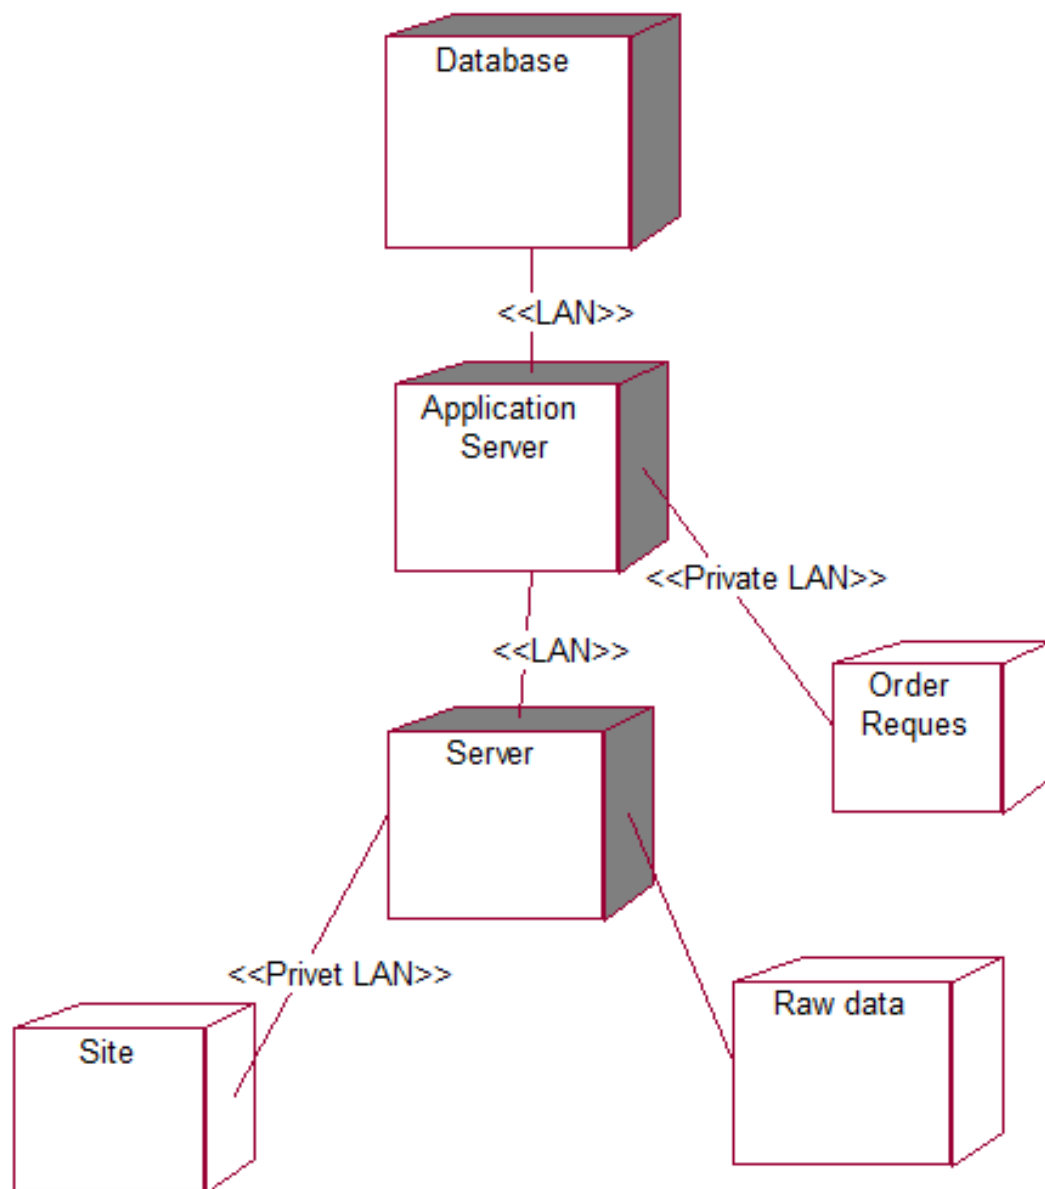 Database
<<LAN>>
Application
Server
<<Private LAN>>
<<LAN>>
Order
Reques
Server
<<Privet LAN>>
Raw data
Site